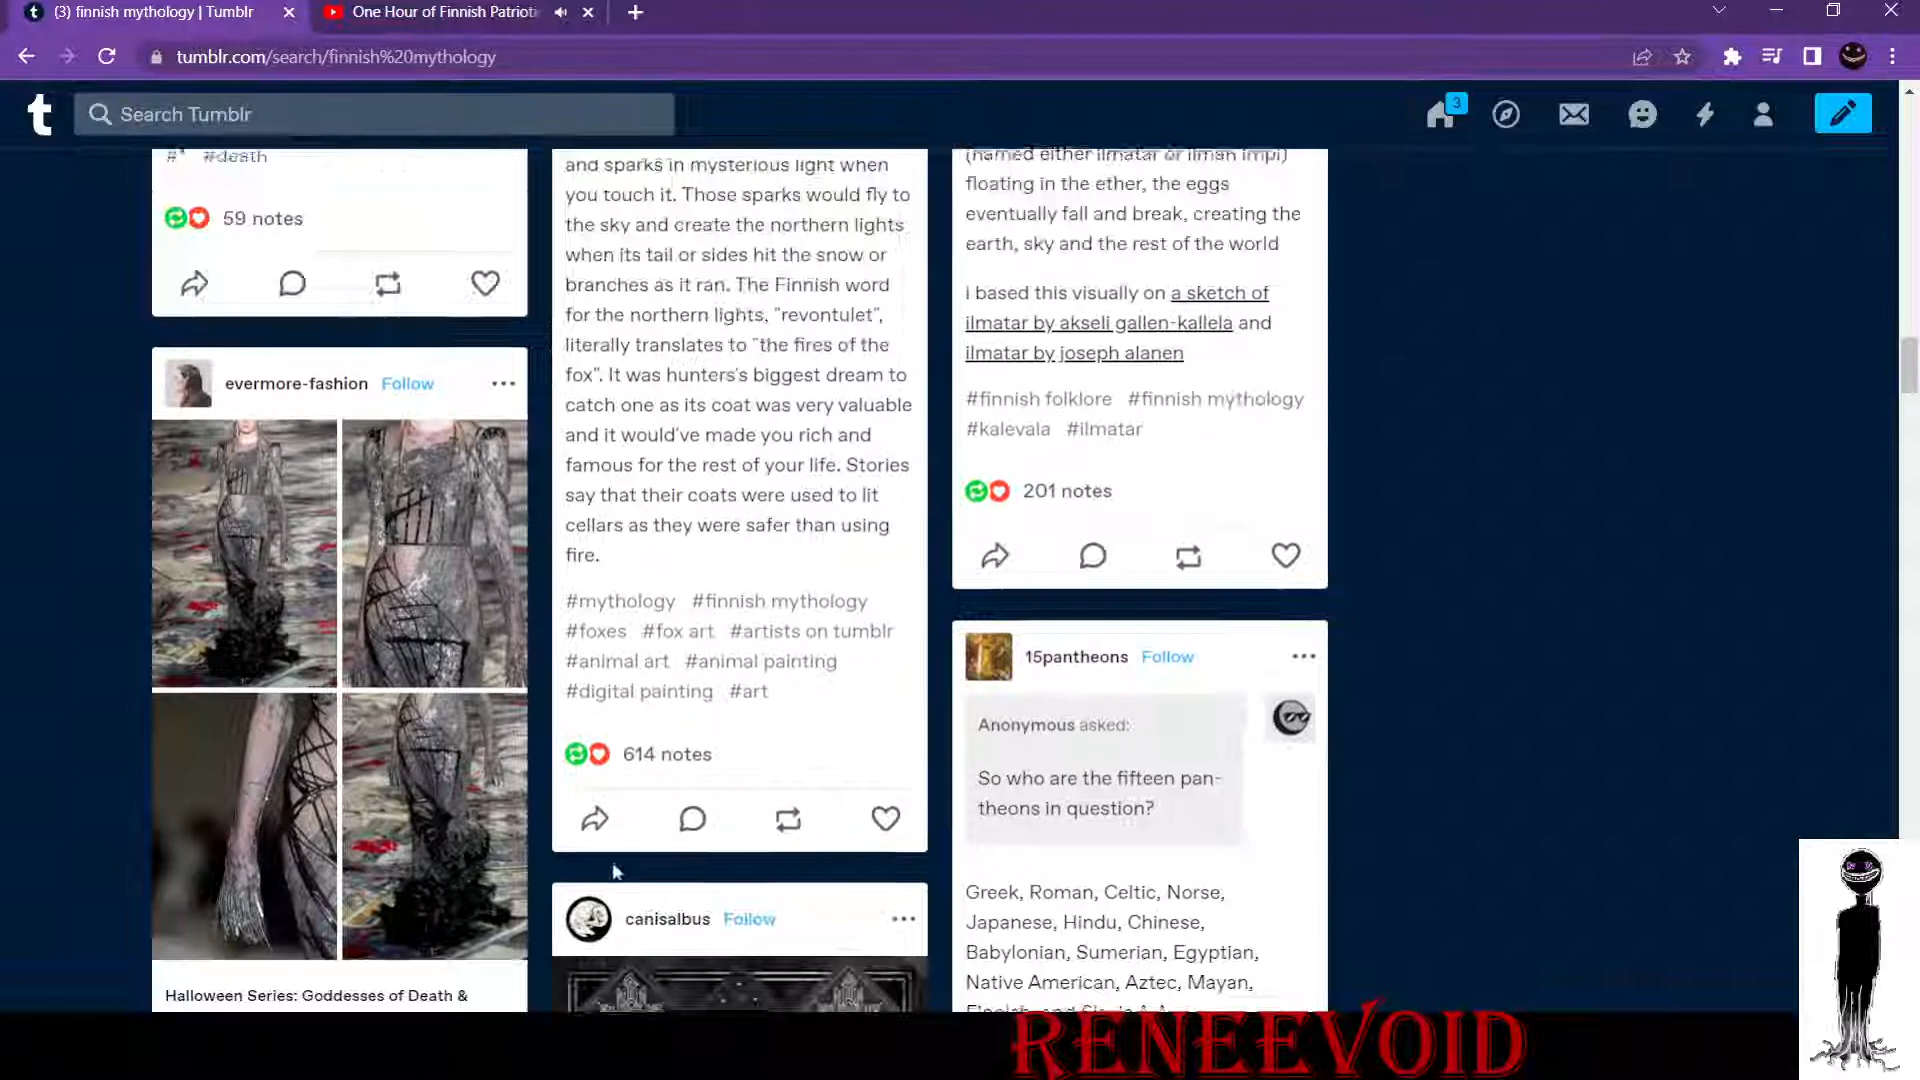 (3) finnish mythology | Tumblr
One Hour of Finnish Patrioti
tumblr.com/search/finnish%20mythology
t
Search Tumblr
3
#* #death
59 notes
evermore-fashion Follow
Halloween Series: Goddesses of Death &
and sparks in mysterious light when
you touch it. Those sparks would fly to
the sky and create the northern lights
when its tail or sides hit the snow or
branches as it ran. The Finnish word
for the northern lights, "revontulet",
literally translates to "the fires of the
fox". It was hunters's biggest dream to
catch one as its coat was very valuable
and it would've made you rich and
famous for the rest of your life. Stories
say that their coats were used to lit
cellars as they were safer than using
fire.
#mythology #finnish mythology
#foxes #fox art #artists on tumblr
#animal art #animal painting
#digital painting #art
614 notes
canisalbus Follow
(named either ilmatar or ilman impi)
floating in the ether, the eggs
eventually fall and break, creating the
earth, sky and the rest of the world
I based this visually on a sketch of
ilmatar by akseli gallen-kallela and
ilmatar by joseph alanen
#finnish folklore #finnish mythology
#kalevala #ilmatar
201 notes
15pantheons Follow
Anonymous asked:
So who are the fifteen pan-
theons in question?
Greek, Roman, Celtic, Norse,
Japanese, Hindu, Chinese,
Babylonian, Sumerian, Egyptian,
Native American, Aztec, Mayan,
RENEEVOID